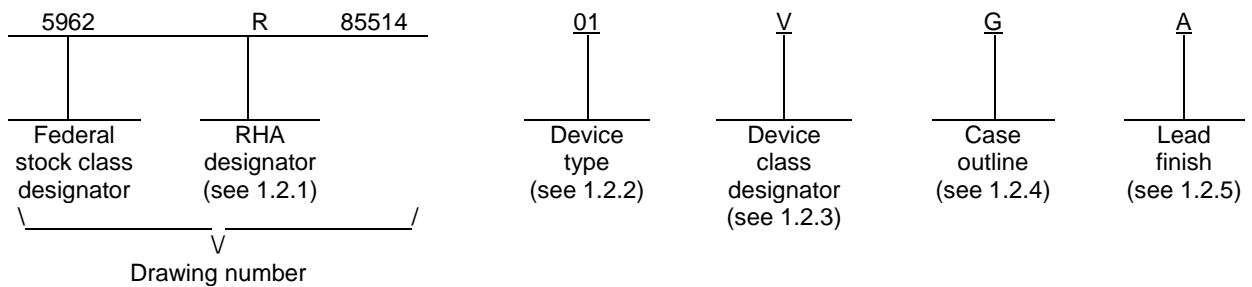 5962 R 85514 01 V G A
Federal RHA Device Device Case Lead
stock class designator type class outline finish
designator (see 1.2.1) (see 1.2.2) designator (see 1.2.4) (see 1.2.5)
(see 1.2.3)
\ /
\/
Drawing number